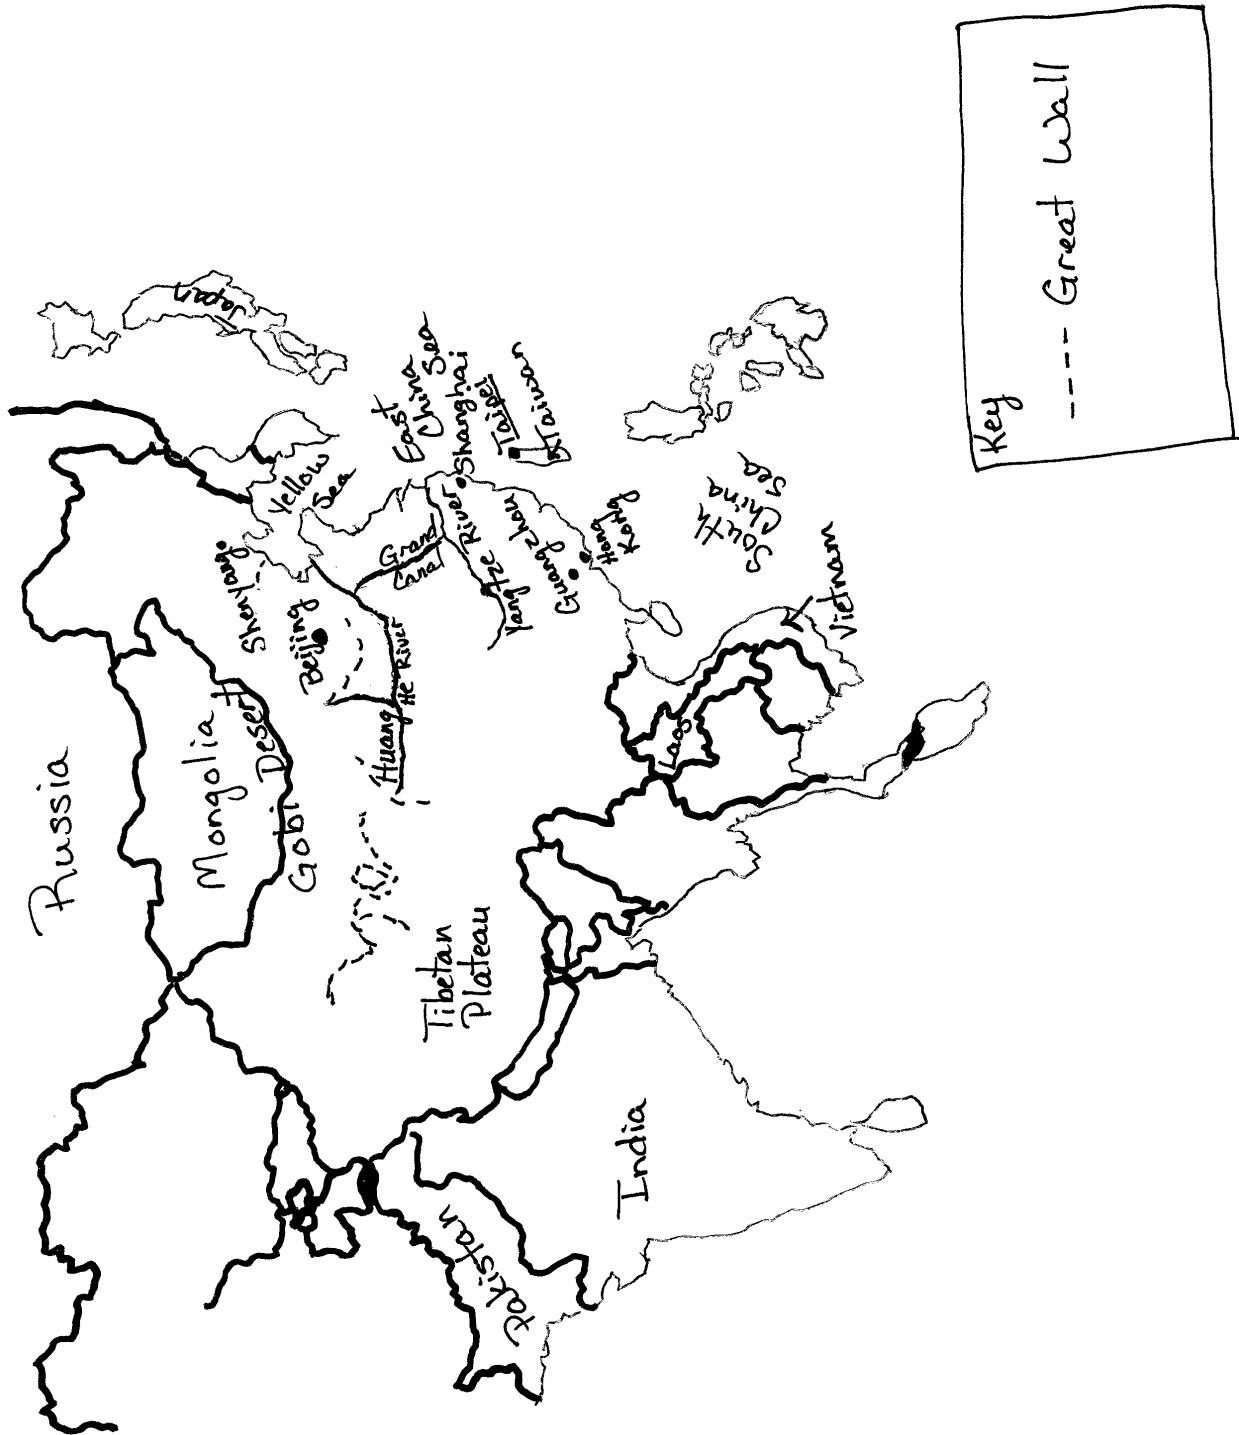 Russia
Mongolia
Gobi Desert
Shenyang
Beijing
Yellow
Sea
Japan
Huang
He River
Grand
Canal
East
China
Sea
Shanghai
Yangtze River
Taipei
Taiwan
Guangzhou
Hong
Kong
South
China
Sea
Tibetan
Plateau
Pakistan
India
Laos
Vietnam
Key
---- Great Wall